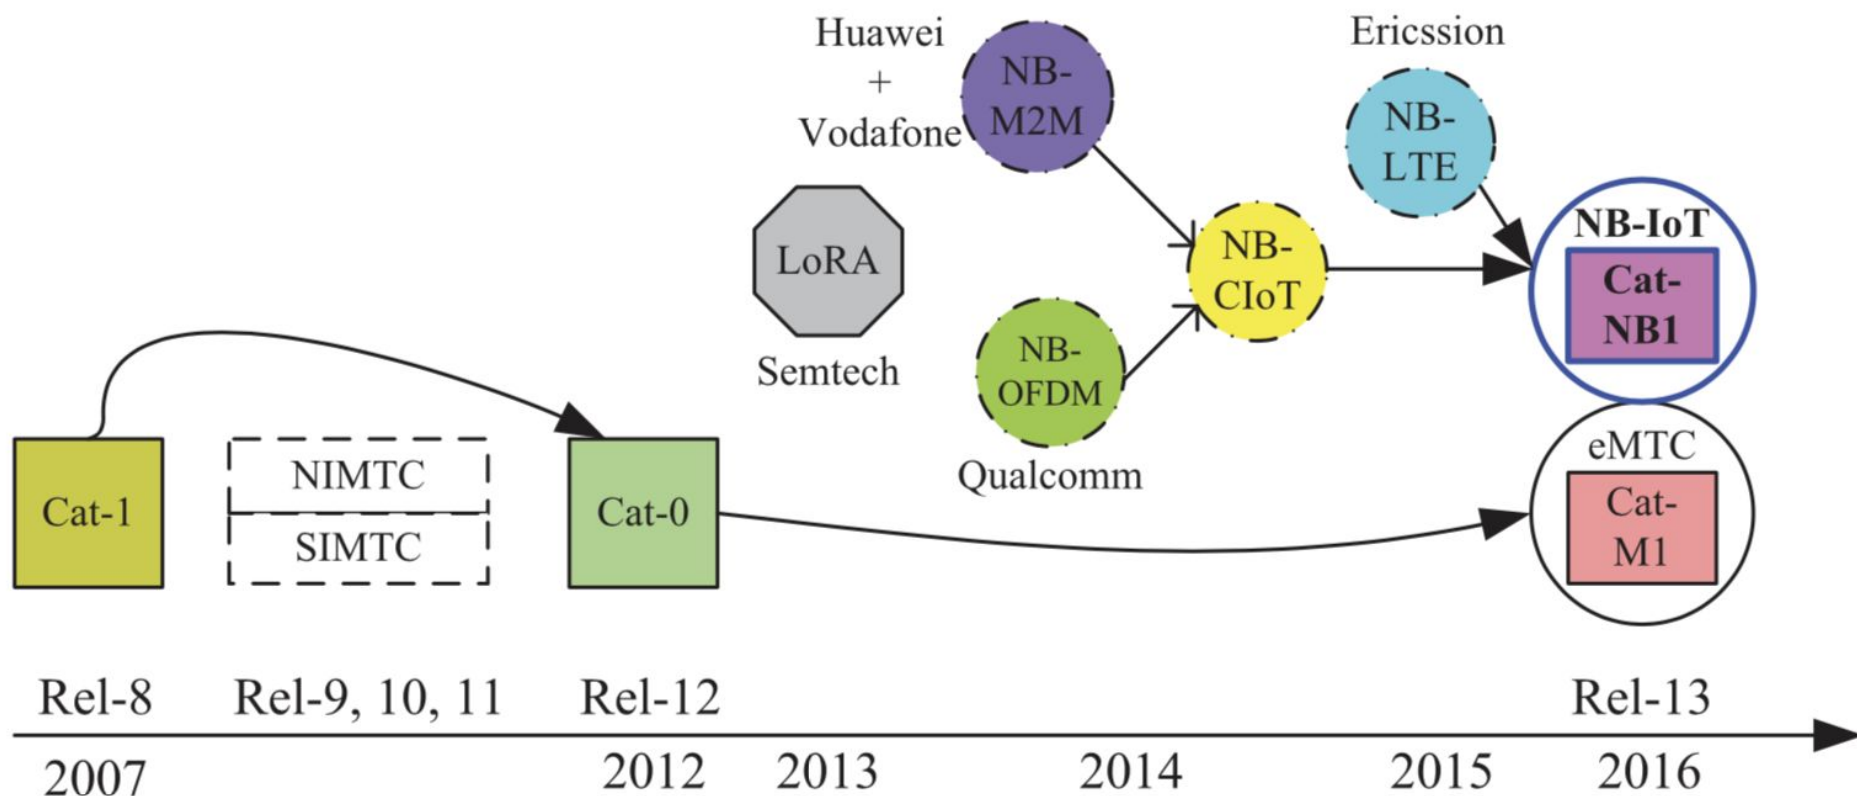 Huawei
+
Vodafone
NB-
M2M
Ericssion
NB-
LTE
LoRA
Semtech
NB-
CIoT
NB-
OFDM
Qualcomm
NB-IoT
Cat-
NB1
Cat-1
NIMTC
SIMTC
Cat-0
eMTC
Cat-
M1
Rel-8
Rel-9, 10, 11
Rel-12
Rel-13
2007
2012
2013
2014
2015
2016